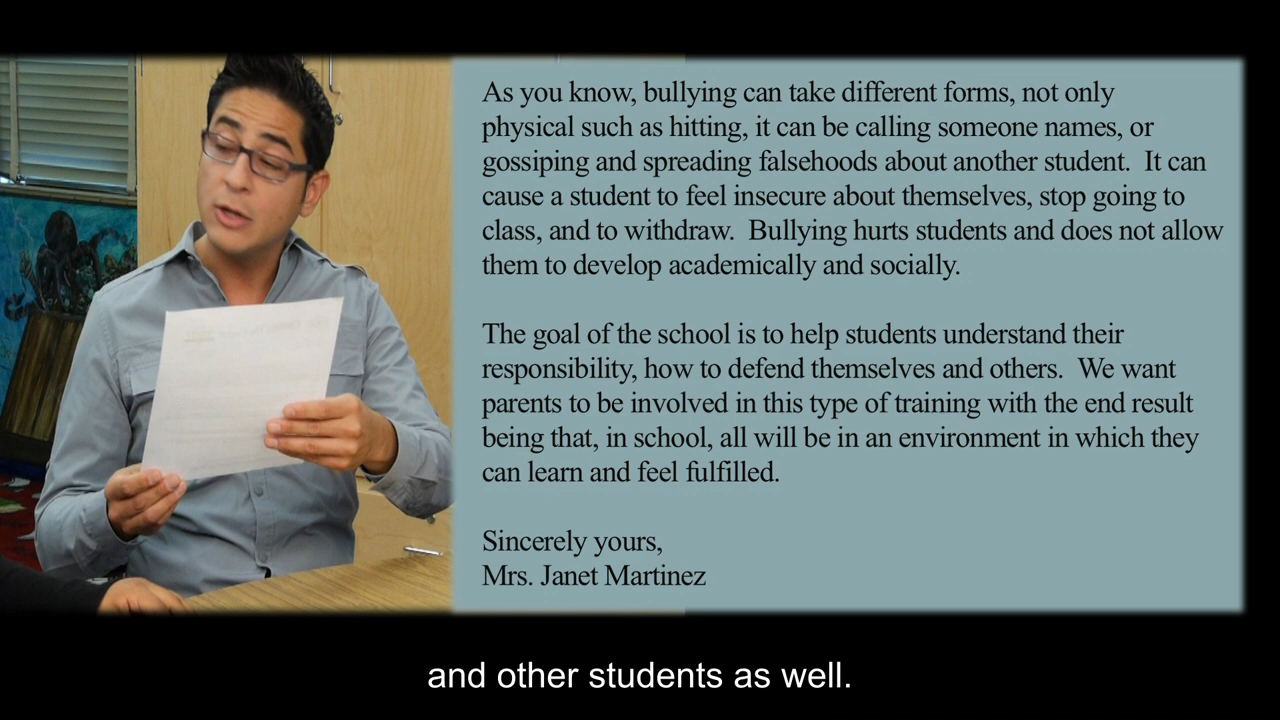 As you know, bullying can take different forms, not only
physical such as hitting, it can be calling someone names, or
gossiping and spreading falsehoods about another student.  It can
cause a student to feel insecure about themselves, stop going to
class, and to withdraw.  Bullying hurts students and does not allow
them to develop academically and socially.

The goal of the school is to help students understand their
responsibility, how to defend themselves and others.  We want
parents to be involved in this type of training with the end result
being that, in school, all will be in an environment in which they
can learn and feel fulfilled.

Sincerely yours,
Mrs. Janet Martinez

and other students as well.